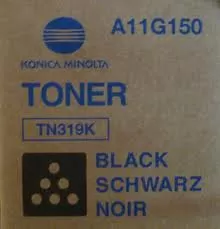 A11G150
KONICA MINOLTA
TONER
TN319K
BLACK
SCHWARZ
NOIR